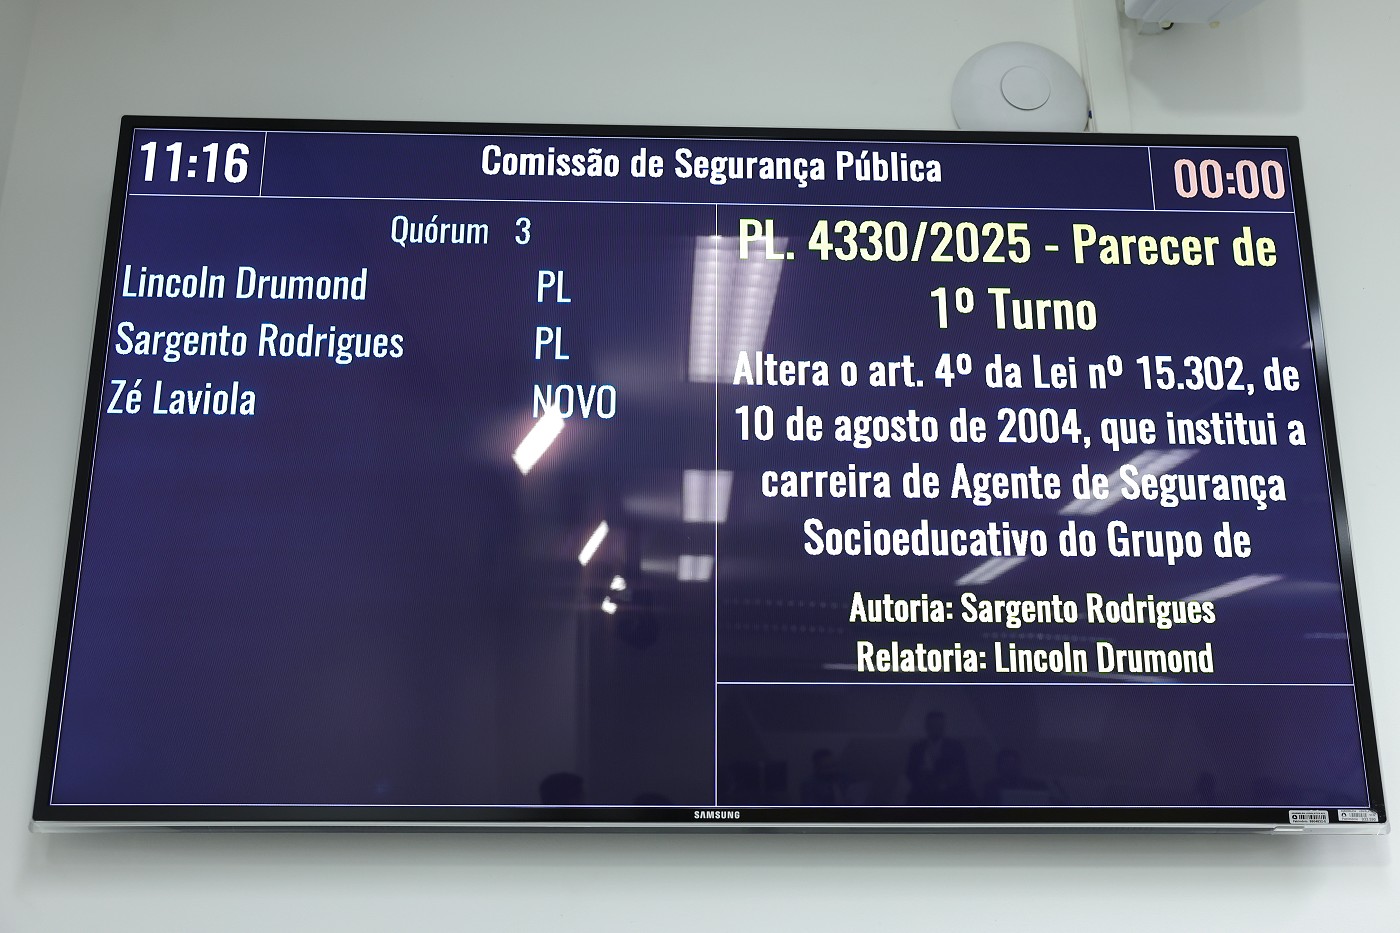 11:16
Comissão de Segurança Pública
00:00
Quórum 3
Lincoln Drumond PL
Sargento Rodrigues PL
Zé Laviola NOVO
PL. 4330/2025 - Parecer de
1º Turno
Altera o art. 4º da Lei nº 15.302, de
10 de agosto de 2004, que institui a
carreira de Agente de Segurança
Socioeducativo do Grupo de
Autoria: Sargento Rodrigues
Relatoria: Lincoln Drumond
SAMSUNG